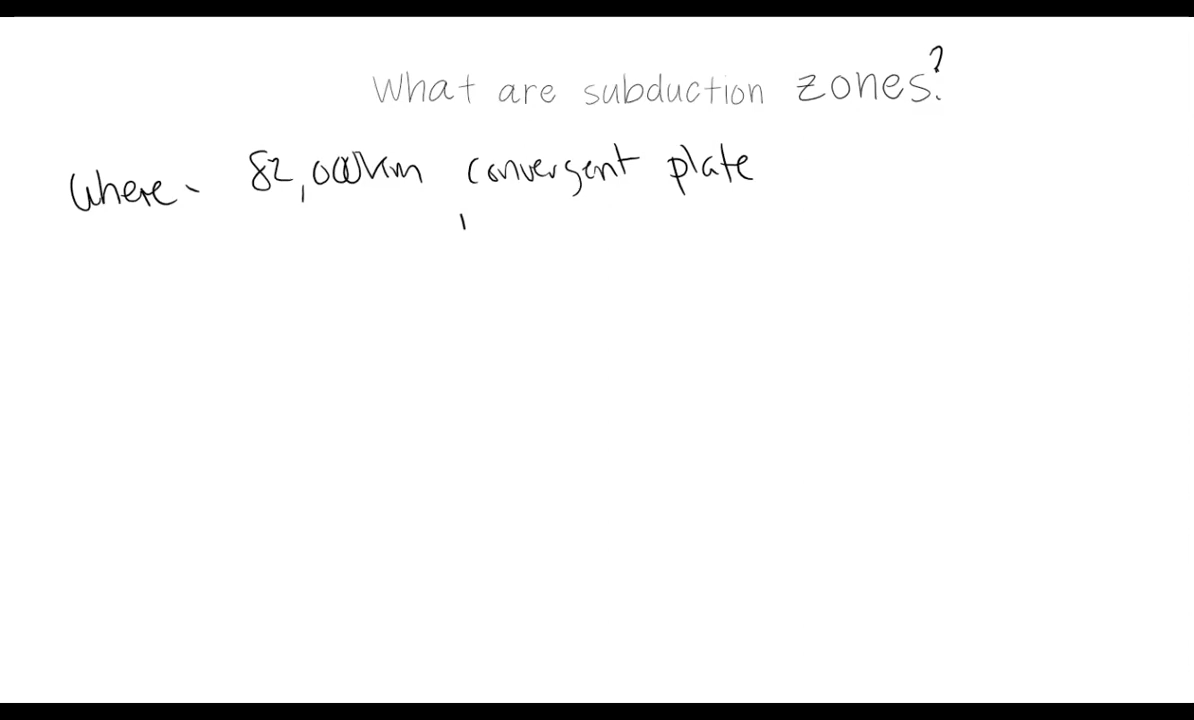 What are subduction zones?
Where - 82,000km convergent plate